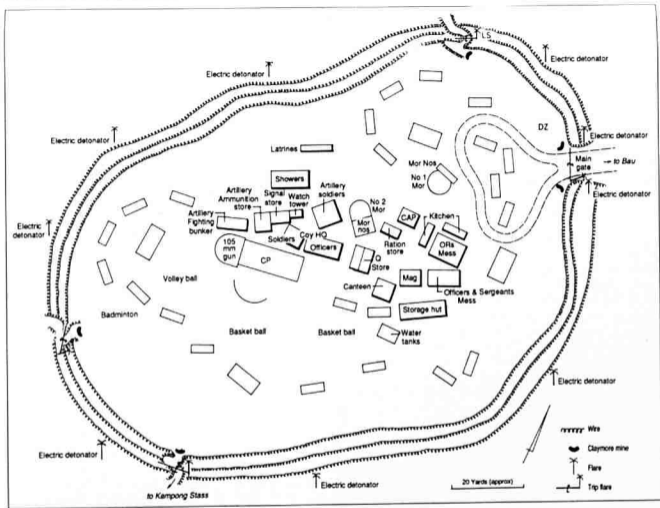 LS
Electric detonator
Electric detonator
DZ
Electric detonator
Electric detonator
Latrines
Main
gate
to Bau
Mor Nos
No 1
Mor
Showers
Artillery
soldiers
Electric
detonator
Artillery
Ammunition
store
Signal
store
Watch
tower
No 2
Mor
Mor
nos
CAP
Kitchen
Artillery
Fighting
bunker
Electric
detonator
Soldiers
Coy HQ
Officers
Ration
store
ORs
Mess
105
mm
gun
CP
Q
Store
Volley ball
Canteen
Mag
Officers & Sergeants
Mess
Badminton
Storage hut
Basket ball
Basket ball
Water
tanks
Electric detonator
Electric
detonator
Wire
Claymore mine
Flare
Trip flare
Electric detonator
20 Yards (approx)
to Kampong Stass